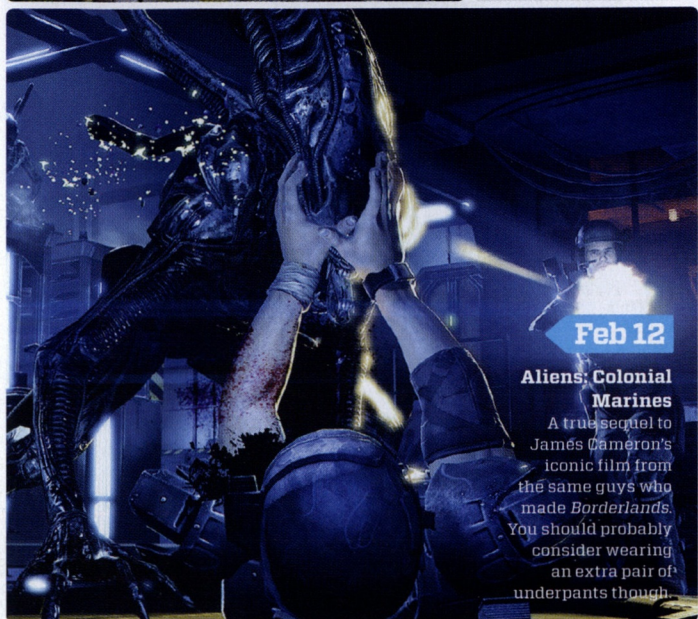 Feb 12
Aliens: Colonial
Marines
A true sequel to
James Cameron's
iconic film from
the same guys who
made Borderlands.
You should probably
consider wearing
an extra pair of
underpants though.